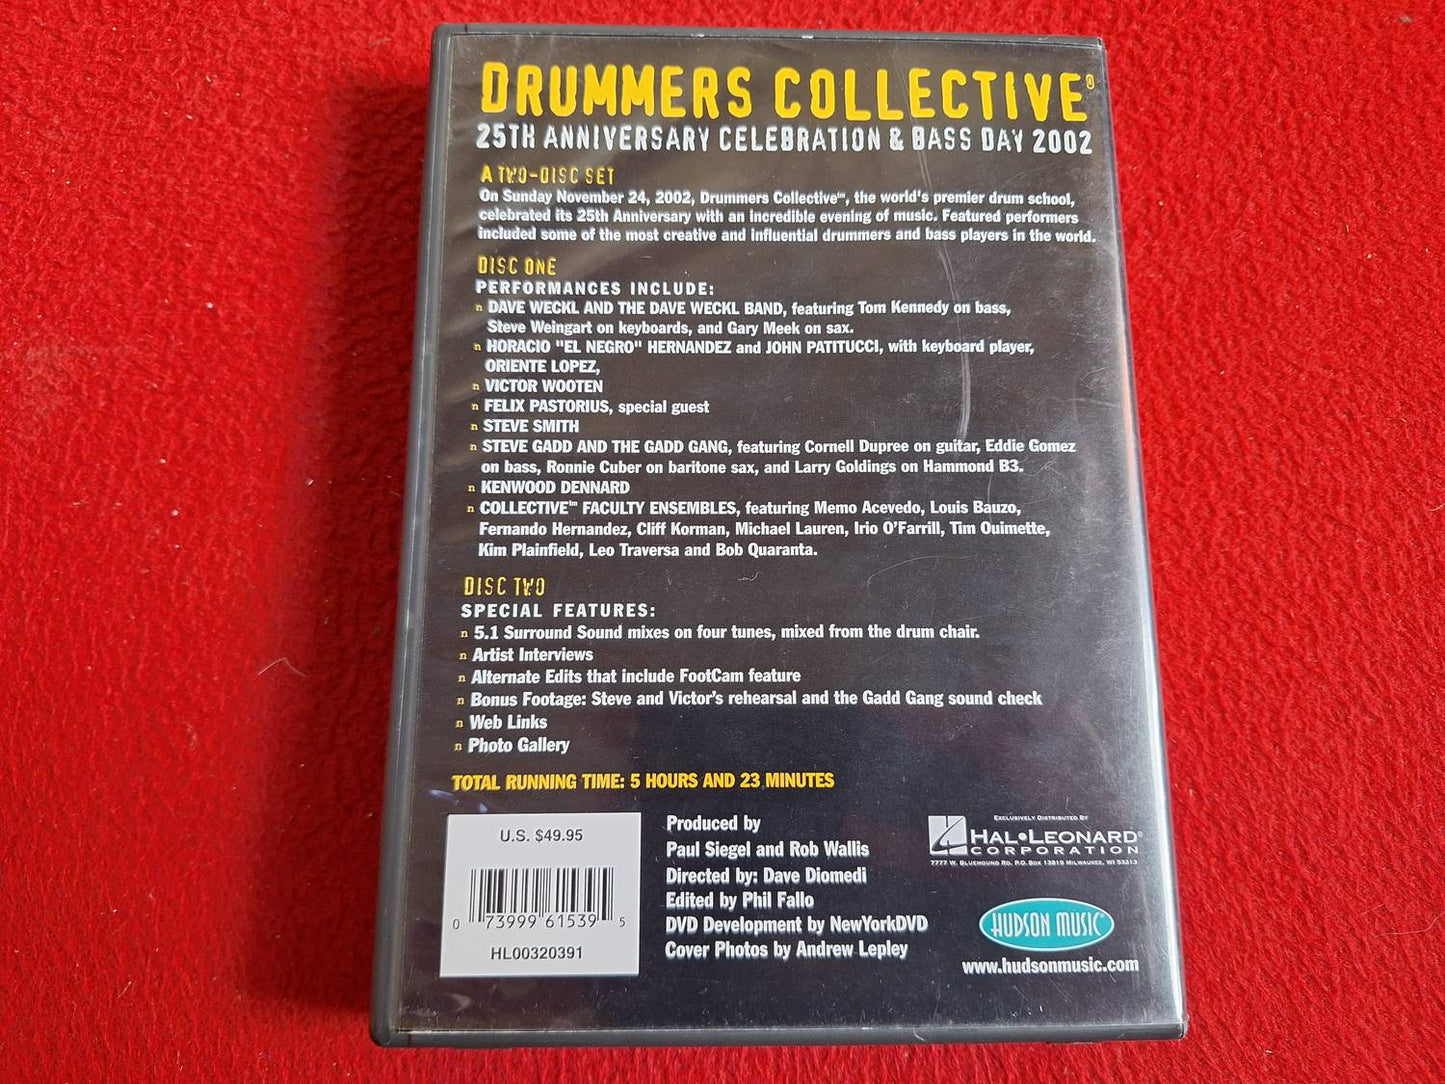 DRUMMERS COLLECTIVE®
25TH ANNIVERSARY CELEBRATION & BASS DAY 2002
A TWO-DISC SET
On Sunday November 24, 2002, Drummers Collective™, the world's premier drum school,
celebrated its 25th Anniversary with an incredible evening of music. Featured performers
included some of the most creative and influential drummers and bass players in the world.
DISC ONE
PERFORMANCES INCLUDE:
n DAVE WECKL AND THE DAVE WECKL BAND, featuring Tom Kennedy on bass,
Steve Weingart on keyboards, and Gary Meek on sax.
n HORACIO "EL NEGRO" HERNANDEZ and JOHN PATITUCCI, with keyboard player,
ORIENTE LOPEZ,
n VICTOR WOOTEN
n FELIX PASTORIUS, special guest
n STEVE SMITH
n STEVE GADD AND THE GADD GANG, featuring Cornell Dupree on guitar, Eddie Gomez
on bass, Ronnie Cuber on baritone sax, and Larry Goldings on Hammond B3.
n KENWOOD DENNARD
n COLLECTIVE™ FACULTY ENSEMBLES, featuring Memo Acevedo, Louis Bauzo,
Fernando Hernandez, Cliff Korman, Michael Lauren, Irio O'Farrill, Tim Ouimette,
Kim Plainfield, Leo Traversa and Bob Quaranta.
DISC TWO
SPECIAL FEATURES:
n 5.1 Surround Sound mixes on four tunes, mixed from the drum chair.
n Artist Interviews
n Alternate Edits that include FootCam feature
n Bonus Footage: Steve and Victor's rehearsal and the Gadd Gang sound check
n Web Links
n Photo Gallery
TOTAL RUNNING TIME: 5 HOURS AND 23 MINUTES
U.S. $49.95
0 73999 61539 5
HL00320391
Produced by
Paul Siegel and Rob Wallis
Directed by: Dave Diomedi
Edited by Phil Fallo
DVD Development by NewYorkDVD
Cover Photos by Andrew Lepley
EXCLUSIVELY DISTRIBUTED BY
HAL•LEONARD®
CORPORATION
7777 W. BLUEMOUND RD. P.O. BOX 13819 MILWAUKEE, WI 53213
HUDSON MUSIC®
www.hudsonmusic.com